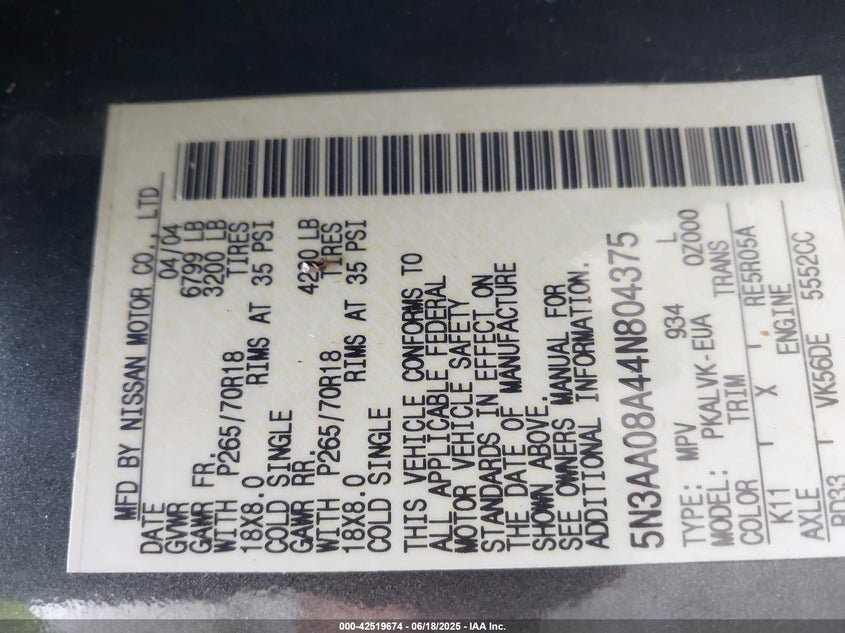 MFD BY NISSAN MOTOR CO., LTD
DATE 04/04
GVWR 6799 LB
GAWR FR. 3200 LB
WITH P265/70R18 TIRES
18X8.0 RIMS AT 35 PSI
COLD SINGLE
GAWR RR. LB
WITH P265/70R18 TIRES
18X8.0 RIMS AT 35 PSI
COLD SINGLE
THIS VEHICLE CONFORMS TO
ALL APPLICABLE FEDERAL
MOTOR VEHICLE SAFETY
STANDARDS IN EFFECT ON
THE DATE OF MANUFACTURE
SHOWN ABOVE.
SEE OWNERS MANUAL FOR
ADDITIONAL INFORMATION.
5N3AA08A44N804375
TYPE: MPV 934 L
MODEL: PKALVK-EUA 0Z000
COLOR TRIM TRANS
K11 X RE5R05A
AXLE ENGINE
RD33 VK56DE 5552CC
000-42519674 / 06/18/2025 - IAA Inc.